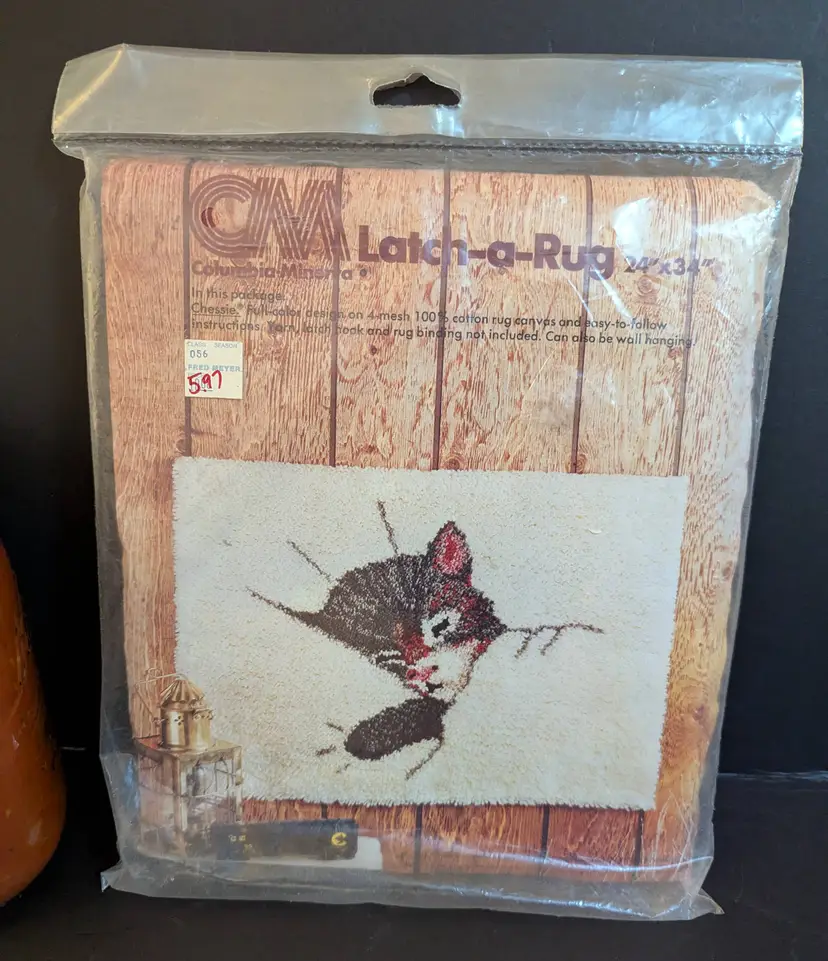 CM
Latch-a-Rug 24"x34"
Columbia-Minerva ®
In this package:
Chessie.® Full-color design on 4-mesh 100% cotton rug canvas and easy-to-follow
instructions. Yarn, latch hook and rug binding not included. Can also be wall hanging.
CLASS SEASON
056
FRED MEYER
597